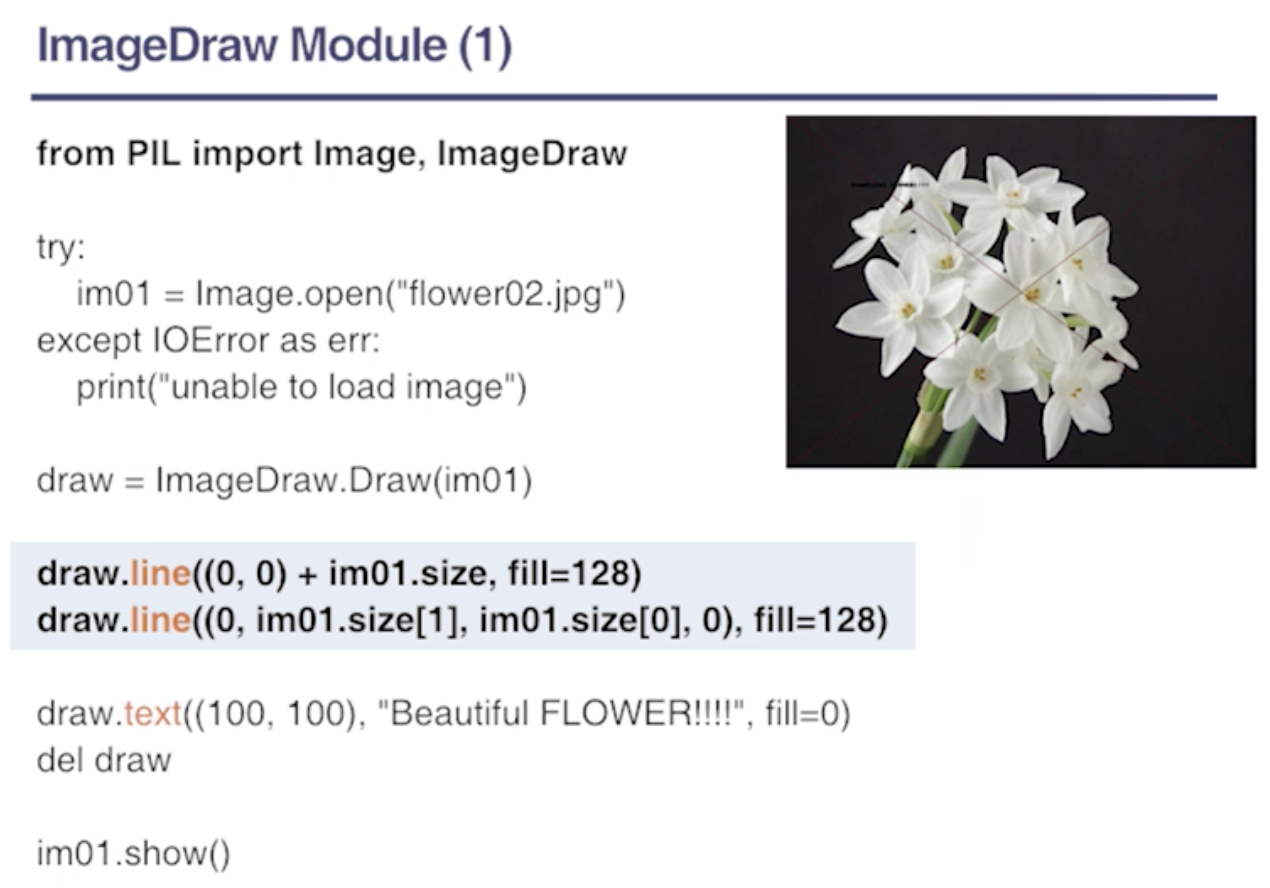 ImageDraw Module (1)
from PIL import Image, ImageDraw
try:
    im01 = Image.open("flower02.jpg")
except IOError as err:
    print("unable to load image")
draw = ImageDraw.Draw(im01)
draw.line((0, 0) + im01.size, fill=128)
draw.line((0, im01.size[1], im01.size[0], 0), fill=128)
draw.text((100, 100), "Beautiful FLOWER!!!!", fill=0)
del draw
im01.show()